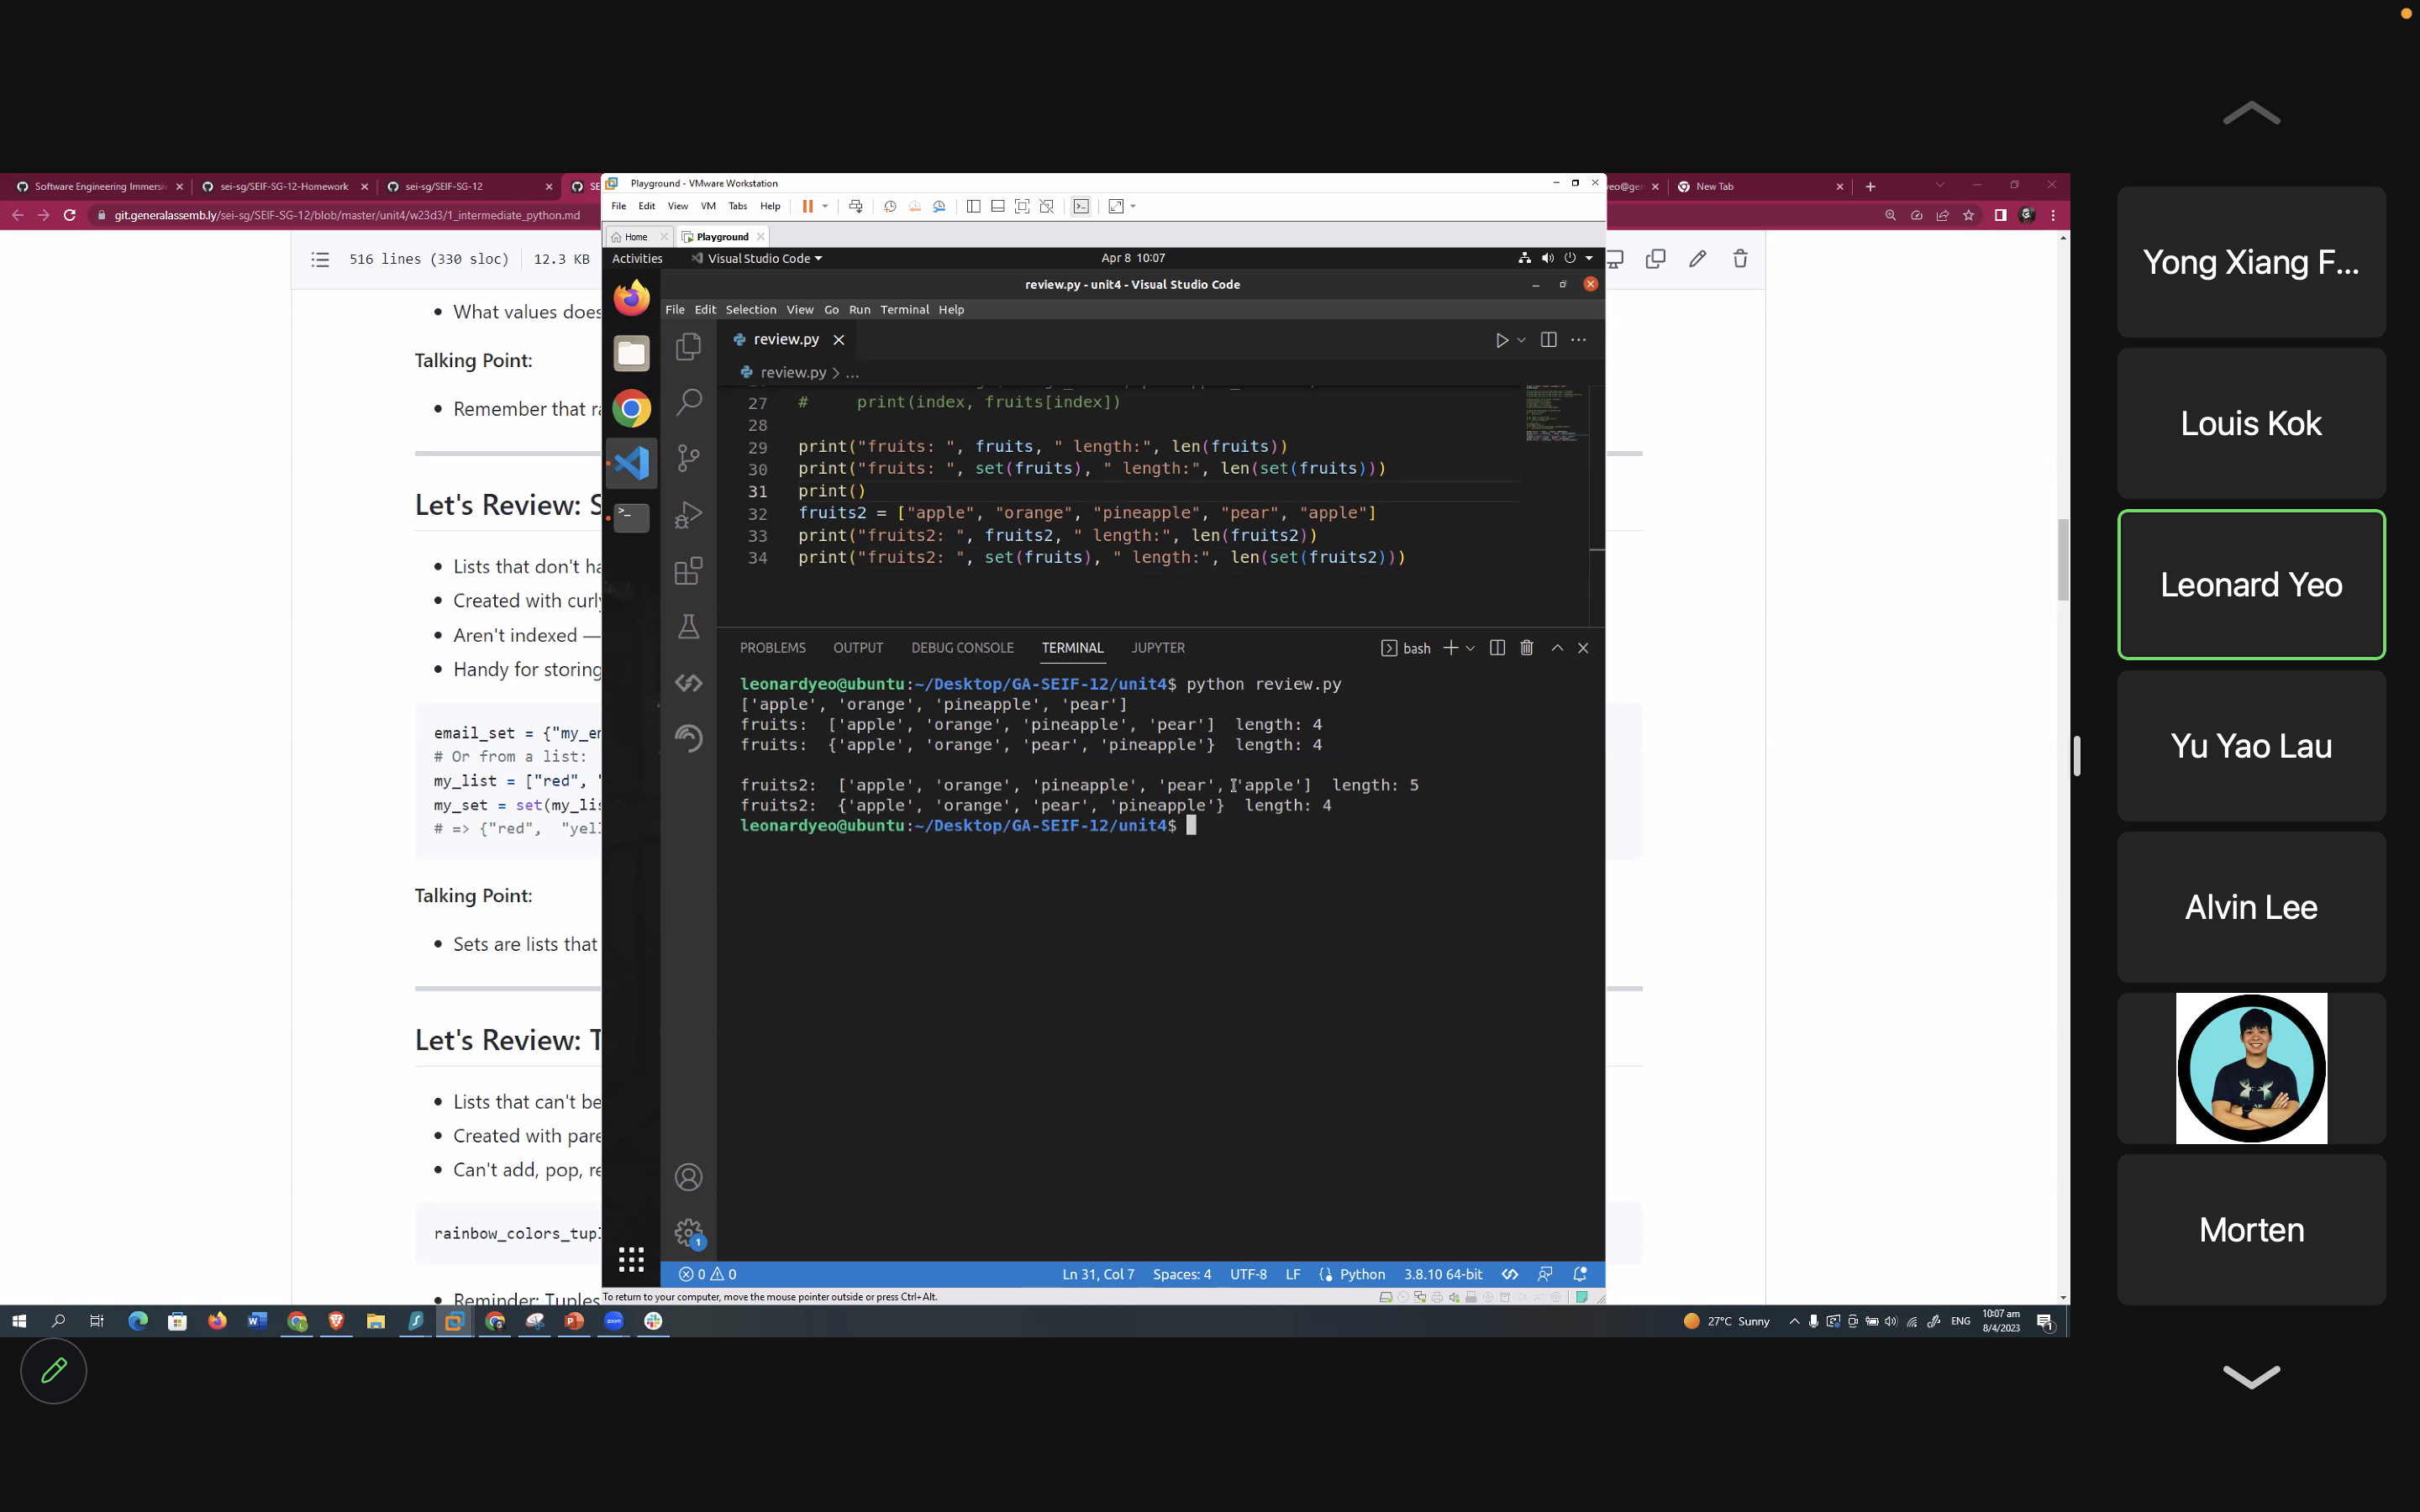 Software Engineering Immersi
sei-sg/SEIF-SG-12-Homework
sei-sg/SEIF-SG-12
SE
Playground - VMware Workstation
eo@ge
New Tab
git.generalassemb.ly/sei-sg/SEIF-SG-12/blob/master/unit4/w23d3/1_intermediate_python.md
File Edit View VM Tabs Help
Home
Playground
516 lines (330 sloc) 12.3 KB
Activities
Visual Studio Code
Apr 8 10:07
review.py - unit4 - Visual Studio Code
File Edit Selection View Go Run Terminal Help
review.py
review.py > ...
27 # print(index, fruits[index])
28
29 print("fruits: ", fruits, " length:", len(fruits))
30 print("fruits: ", set(fruits), " length:", len(set(fruits)))
31 print()
32 fruits2 = ["apple", "orange", "pineapple", "pear", "apple"]
33 print("fruits2: ", fruits2, " length:", len(fruits2))
34 print("fruits2: ", set(fruits), " length:", len(set(fruits2)))
PROBLEMS OUTPUT DEBUG CONSOLE TERMINAL JUPYTER
bash
leonardyeo@ubuntu:~/Desktop/GA-SEIF-12/unit4$ python review.py
['apple', 'orange', 'pineapple', 'pear']
fruits:  ['apple', 'orange', 'pineapple', 'pear']  length: 4
fruits:  {'apple', 'orange', 'pear', 'pineapple'}  length: 4
fruits2:  ['apple', 'orange', 'pineapple', 'pear', 'apple']  length: 5
fruits2:  {'apple', 'orange', 'pear', 'pineapple'}  length: 4
leonardyeo@ubuntu:~/Desktop/GA-SEIF-12/unit4$
1
0 0
Ln 31, Col 7
Spaces: 4
UTF-8
LF
Python
3.8.10 64-bit
To return to your computer, move the mouse pointer outside or press Ctrl+Alt.
What values does
Talking Point:
Remember that ra
Let's Review: S
Lists that don't ha
Created with curly
Aren't indexed —
Handy for storing
email_set = {"my_em
# Or from a list:
my_list = ["red", "
my_set = set(my_lis
# => {"red", "yell
Talking Point:
Sets are lists that
Let's Review: T
Lists that can't be
Created with pare
Can't add, pop, re
rainbow_colors_tupl
Reminder: Tuples
27°C Sunny
ENG
10:07 am
8/4/2023
1
zoom
Yong Xiang F...
Louis Kok
Leonard Yeo
Yu Yao Lau
Alvin Lee
Morten